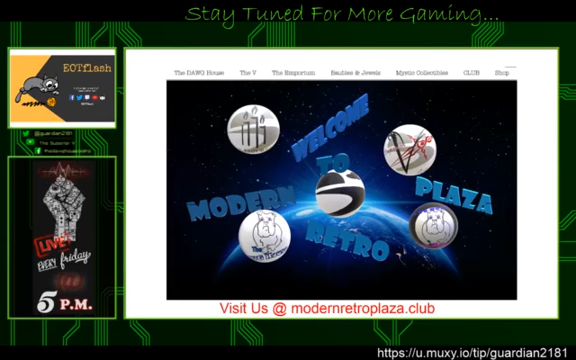 Stay Tuned For More Gaming...
EOTflash
@guardian2181
LIVE
EVERY friday
5 P.M.
The DAWG House The V The Emporium Baubles & Jewels Mystic Collectibles CLUB Shop
WELCOME
TO
MODERN
PLAZA
RETRO
Visit Us @ modernretroplaza.club
https://u.muxy.io/tip/guardian2181